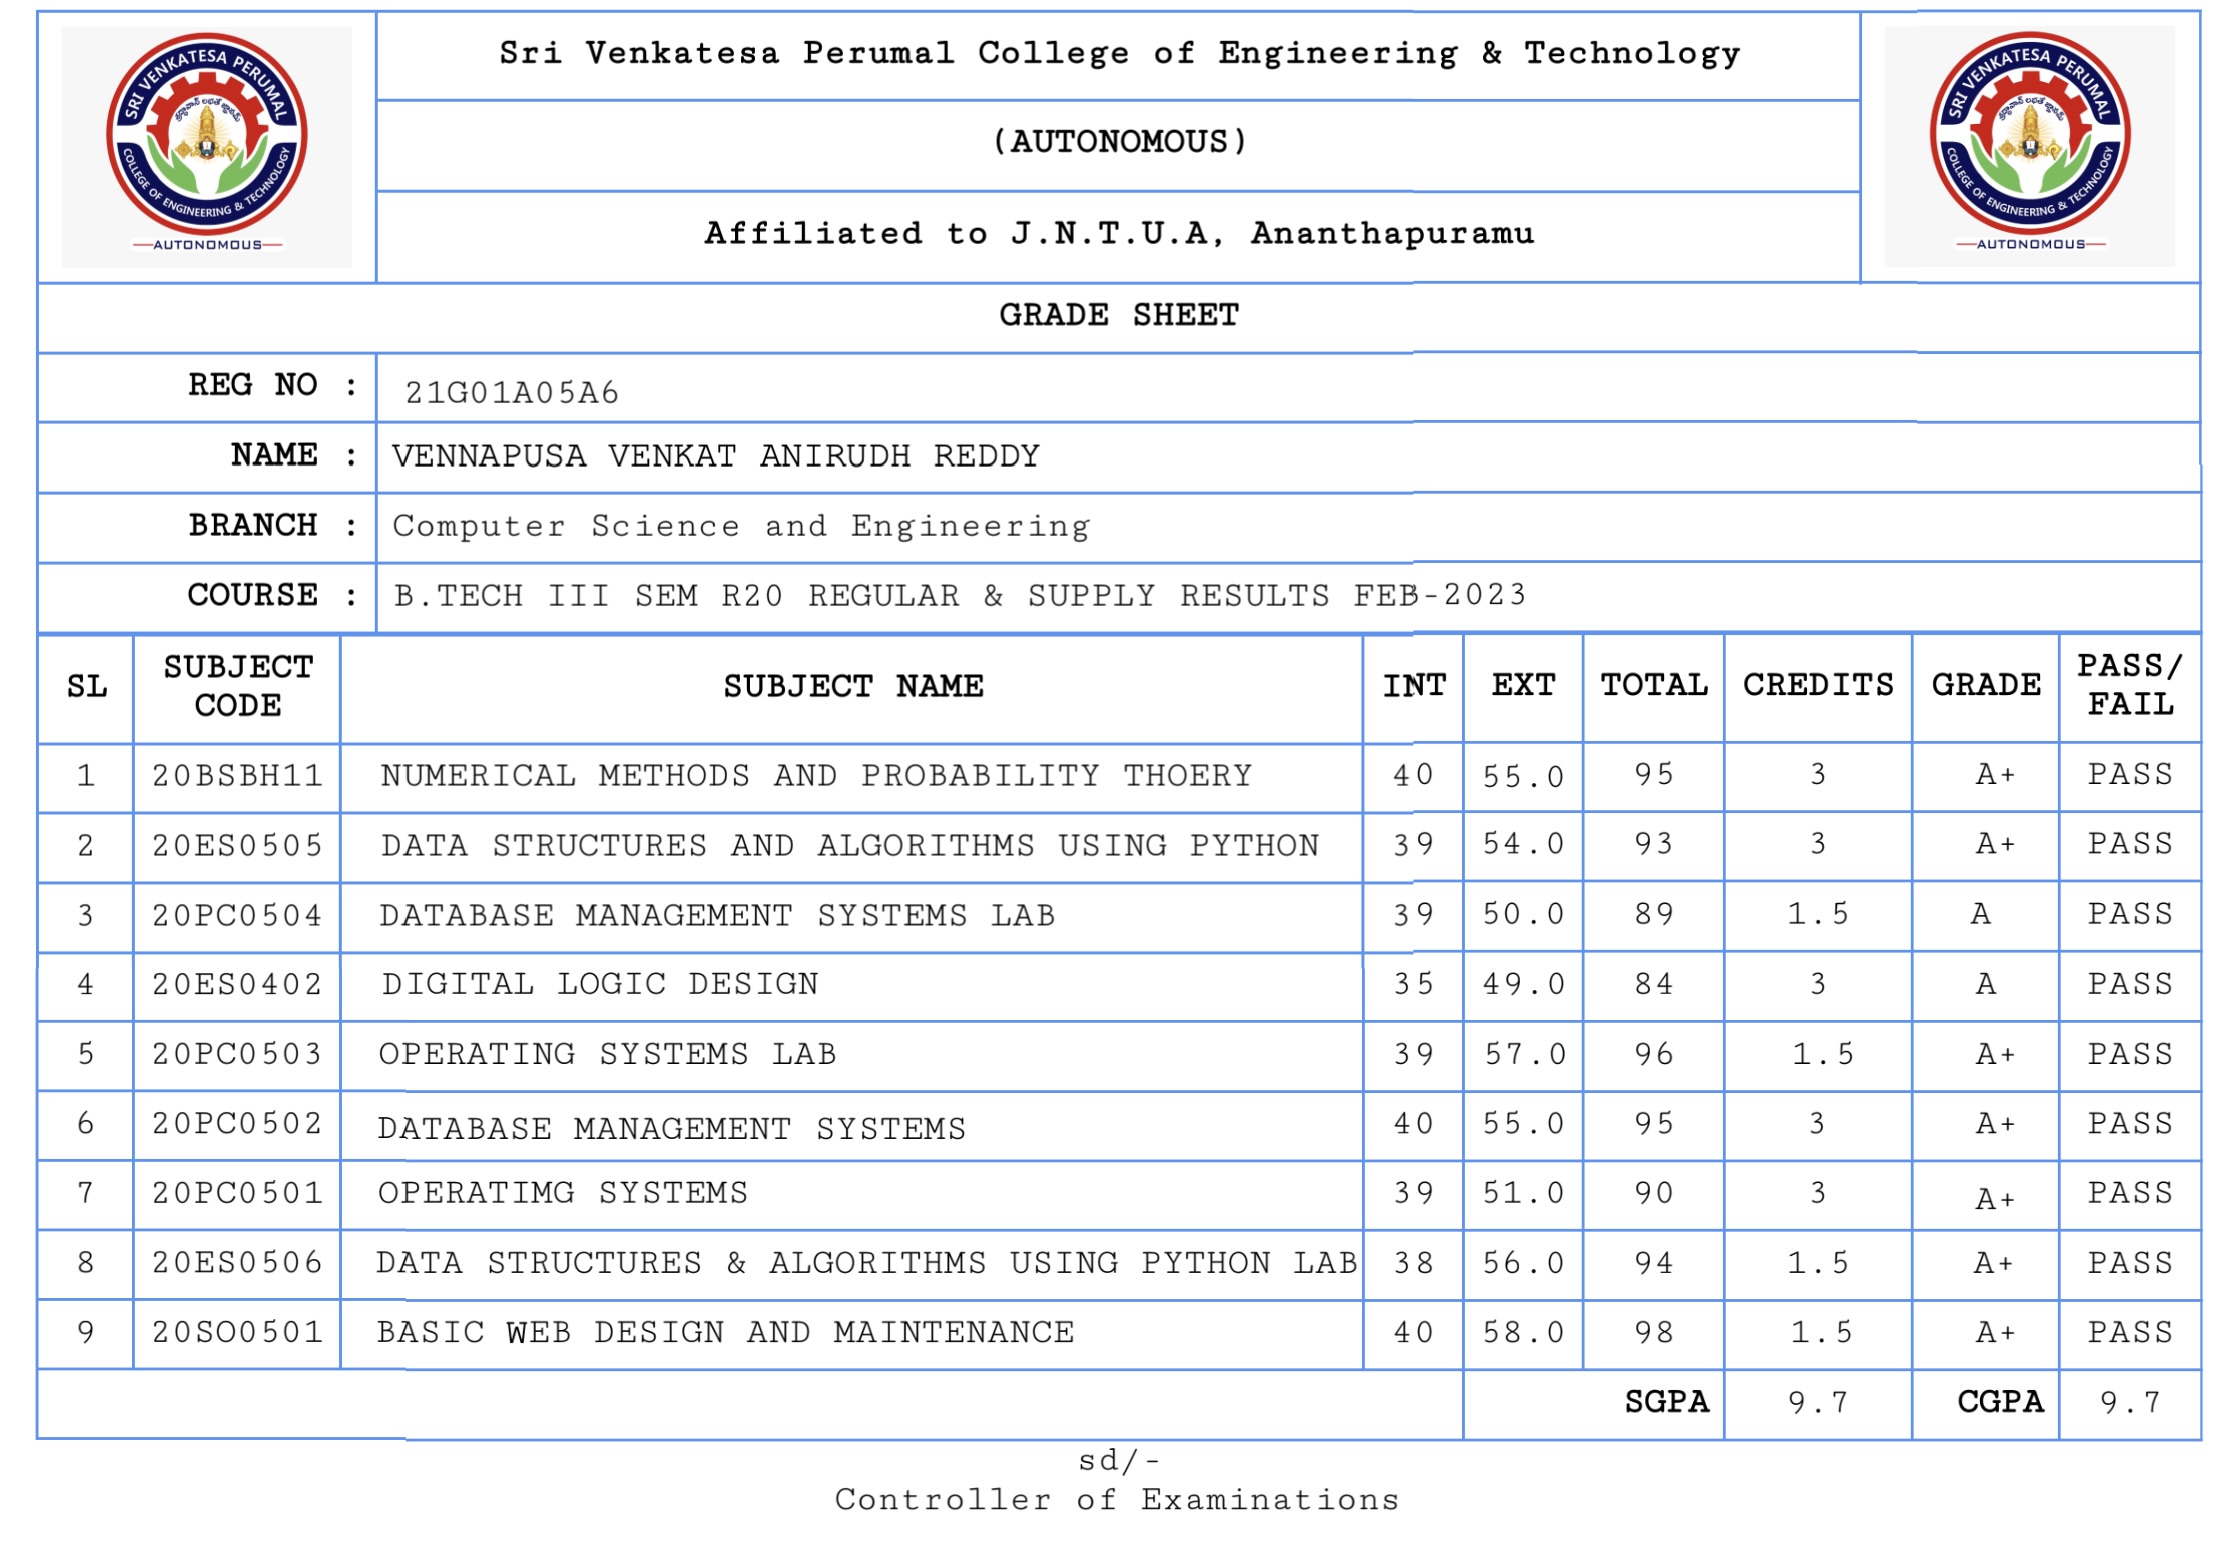 SRI VENKATESA PERUMAL
COLLEGE OF ENGINEERING & TECHNOLOGY
AUTONOMOUS
Sri Venkatesa Perumal College of Engineering & Technology
(AUTONOMOUS)
Affiliated to J.N.T.U.A, Ananthapuramu
SRI VENKATESA PERUMAL
COLLEGE OF ENGINEERING & TECHNOLOGY
AUTONOMOUS
GRADE SHEET
REG NO : 21G01A05A6
NAME : VENNAPUSA VENKAT ANIRUDH REDDY
BRANCH : Computer Science and Engineering
COURSE : B.TECH III SEM R20 REGULAR & SUPPLY RESULTS FEB-2023
SL SUBJECT CODE SUBJECT NAME INT EXT TOTAL CREDITS GRADE PASS/FAIL
1 20BSBH11 NUMERICAL METHODS AND PROBABILITY THOERY 40 55.0 95 3 A+ PASS
2 20ES0505 DATA STRUCTURES AND ALGORITHMS USING PYTHON 39 54.0 93 3 A+ PASS
3 20PC0504 DATABASE MANAGEMENT SYSTEMS LAB 39 50.0 89 1.5 A PASS
4 20ES0402 DIGITAL LOGIC DESIGN 35 49.0 84 3 A PASS
5 20PC0503 OPERATING SYSTEMS LAB 39 57.0 96 1.5 A+ PASS
6 20PC0502 DATABASE MANAGEMENT SYSTEMS 40 55.0 95 3 A+ PASS
7 20PC0501 OPERATIMG SYSTEMS 39 51.0 90 3 A+ PASS
8 20ES0506 DATA STRUCTURES & ALGORITHMS USING PYTHON LAB 38 56.0 94 1.5 A+ PASS
9 20SO0501 BASIC WEB DESIGN AND MAINTENANCE 40 58.0 98 1.5 A+ PASS
SGPA 9.7 CGPA 9.7
sd/-
Controller of Examinations